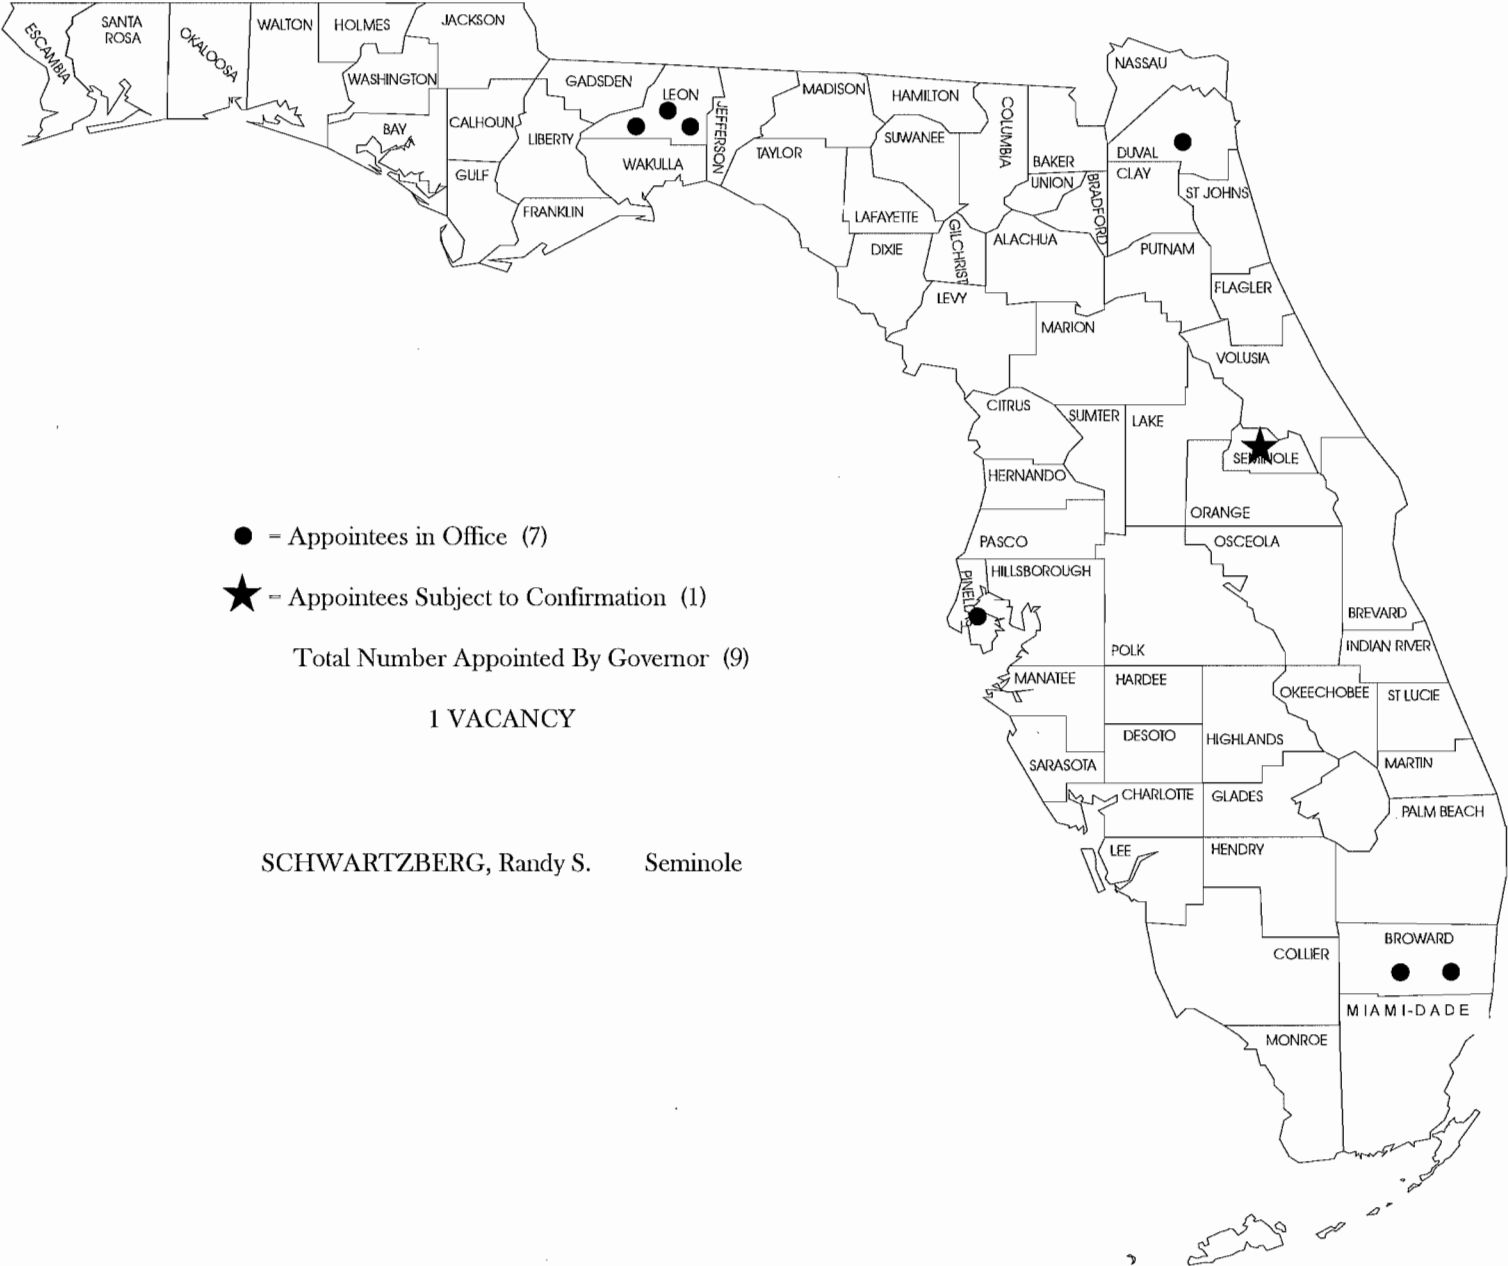 ESCAMBIA
SANTA
ROSA
OKALOOSA
WALTON
HOLMES
JACKSON
WASHINGTON
BAY
CALHOUN
GULF
GADSDEN
LIBERTY
FRANKLIN
LEON
WAKULLA
JEFFERSON
MADISON
TAYLOR
HAMILTON
SUWANEE
LAFAYETTE
DIXIE
COLUMBIA
GILCHRIST
LEVY
NASSAU
DUVAL
BAKER
UNION
BRADFORD
CLAY
ST JOHNS
ALACHUA
PUTNAM
FLAGLER
MARION
VOLUSIA
CITRUS
SUMTER
LAKE
SEMINOLE
HERNANDO
ORANGE
PASCO
OSCEOLA
= Appointees in Office (7)
= Appointees Subject to Confirmation (1)
Total Number Appointed By Governor (9)
1 VACANCY
SCHWARTZBERG, Randy S. Seminole
PINELLAS
HILLSBOROUGH
POLK
BREVARD
INDIAN RIVER
MANATEE
HARDEE
OKEECHOBEE
ST LUCIE
DESOTO
HIGHLANDS
SARASOTA
MARTIN
CHARLOTTE
GLADES
PALM BEACH
LEE
HENDRY
BROWARD
COLLIER
MIAMI-DADE
MONROE